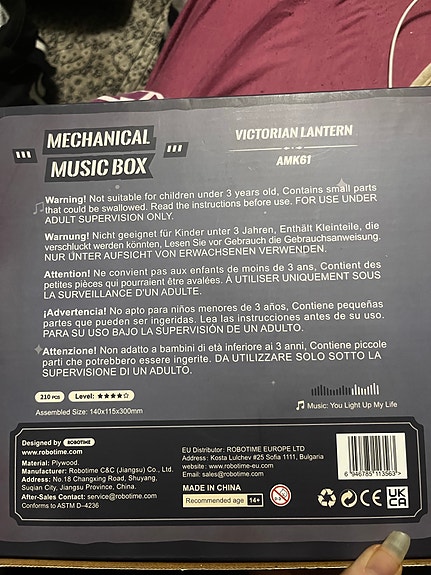 MECHANICAL
MUSIC BOX
VICTORIAN LANTERN
AMK61
Warning! Not suitable for children under 3 years old, Contains small parts
that could be swallowed. Read the instructions before use. FOR USE UNDER
ADULT SUPERVISION ONLY.
Warnung! Nicht geeignet für Kinder unter 3 Jahren, Enthält Kleinteile, die
verschluckt werden könnten, Lesen Sie vor Gebrauch die Gebrauchsanweisung.
NUR UNTER AUFSICHT VON ERWACHSENEN VERWENDEN.
Attention! Ne convient pas aux enfants de moins de 3 ans, Contient des
petites pièces qui pourraient être avalées. À UTILISER UNIQUEMENT SOUS
LA SURVEILLANCE D'UN ADULTE.
¡Advertencia! No apto para niños menores de 3 años, Contiene pequeñas
partes que pueden ser ingeridas. Lea las instrucciones antes de su uso.
PARA SU USO BAJO LA SUPERVISIÓN DE UN ADULTO.
Attenzione! Non adatto a bambini di età inferiore ai 3 anni, Contiene piccole
parti che potrebbero essere ingerite. DA UTILIZZARE SOLO SOTTO LA
SUPERVISIONE DI UN ADULTO.
210 PCS Level: ★★★★☆
Assembled Size: 140x115x300mm
Music: You Light Up My Life
Designed by ROBOTIME
www.robotime.com
Material: Plywood.
Manufacturer: Robotime C&C (Jiangsu) Co., Ltd.
Address: No.18 Changxing Road, Shuyang,
Suqian City, Jiangsu Province, China.
After-Sales Contact: service@robotime.com
Conforms to ASTM D-4236
EU Distributor: ROBOTIME EUROPE LTD
Address: Kosta Lulchev #25 Sofia 1111, Bulgaria
website: www.robotime-eu.com
Email: sales@robotime.com
MADE IN CHINA
Recommended age 14+
6 946785 113563 >
0-3
CE
UK
CA